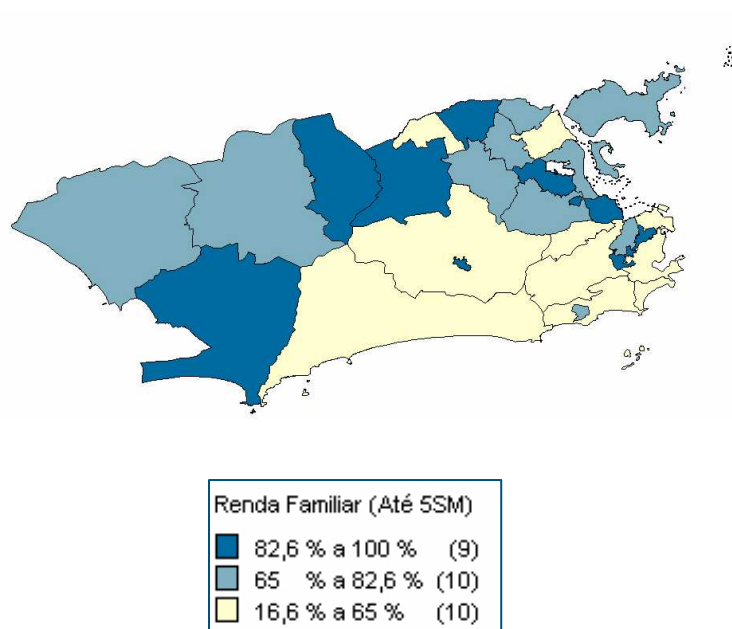 Renda Familiar (Até 5SM)
82,6 % a 100 % (9)
65 % a 82,6 % (10)
16,6 % a 65 % (10)